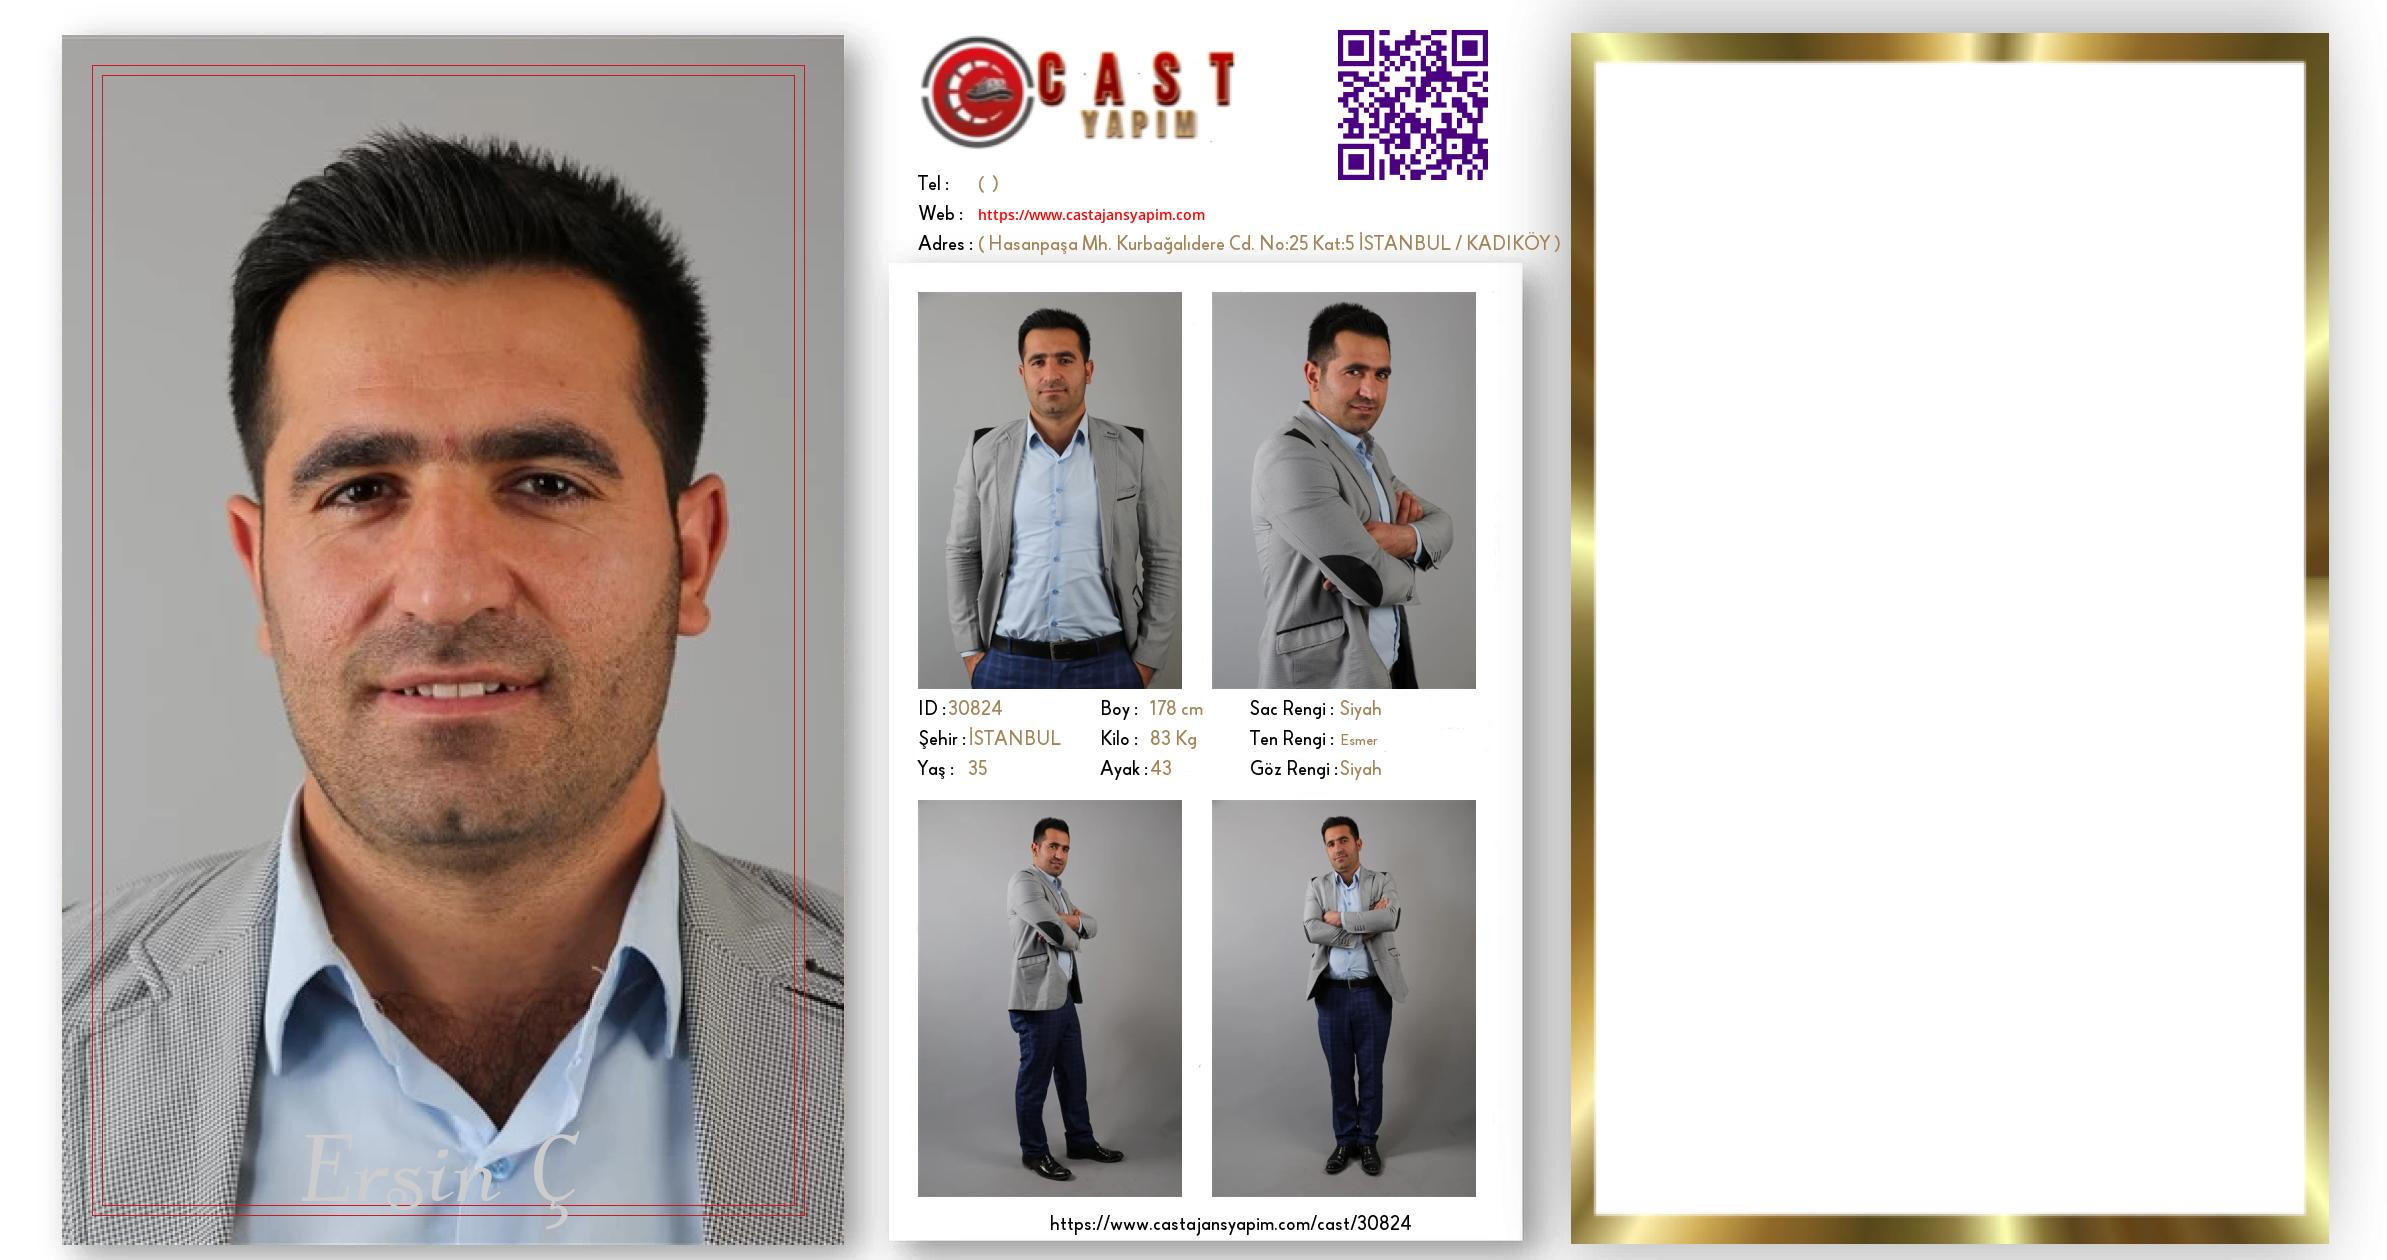 Ersin Ç
CAST
YAPIM
Tel : ( )
Web : https://www.castajansyapim.com
Adres : ( Hasanpaşa Mh. Kurbağalıdere Cd. No:25 Kat:5 İSTANBUL / KADIKÖY )
ID : 30824 Boy : 178 cm Sac Rengi : Siyah
Şehir : İSTANBUL Kilo : 83 Kg Ten Rengi : Esmer
Yaş : 35 Ayak : 43 Göz Rengi : Siyah
https://www.castajansyapim.com/cast/30824